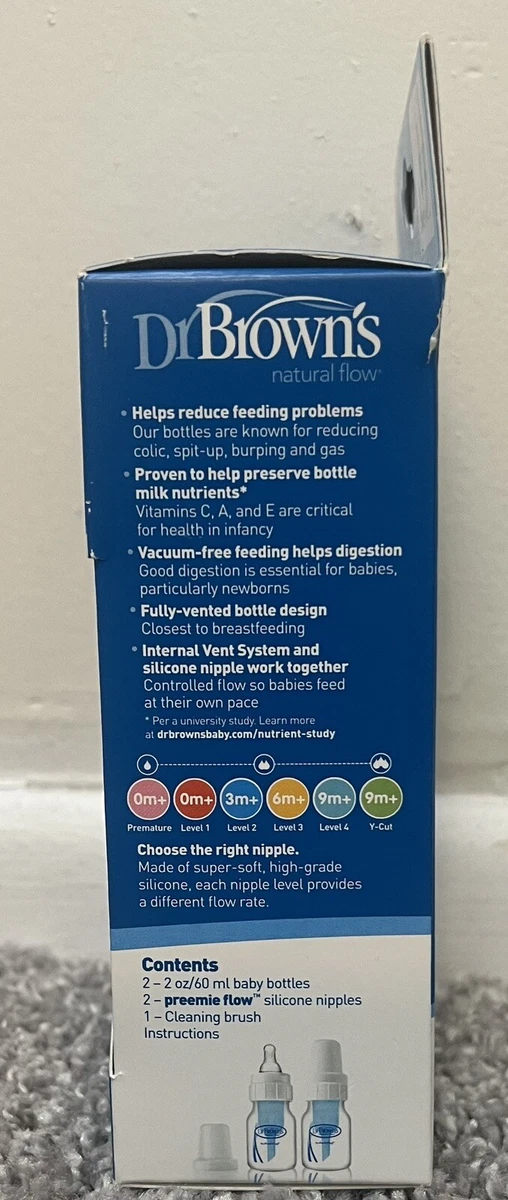 DrBrown's
natural flow®
• Helps reduce feeding problems
Our bottles are known for reducing
colic, spit-up, burping and gas
• Proven to help preserve bottle
milk nutrients*
Vitamins C, A, and E are critical
for health in infancy
• Vacuum-free feeding helps digestion
Good digestion is essential for babies,
particularly newborns
• Fully-vented bottle design
Closest to breastfeeding
• Internal Vent System and
silicone nipple work together
Controlled flow so babies feed
at their own pace
* Per a university study. Learn more
at drbrownsbaby.com/nutrient-study
0m+ 0m+ 3m+ 6m+ 9m+ 9m+
Premature Level 1 Level 2 Level 3 Level 4 Y-Cut
Choose the right nipple.
Made of super-soft, high-grade
silicone, each nipple level provides
a different flow rate.
Contents
2 – 2 oz/60 ml baby bottles
2 – preemie flow™ silicone nipples
1 – Cleaning brush
Instructions
DrBrown's DrBrown's